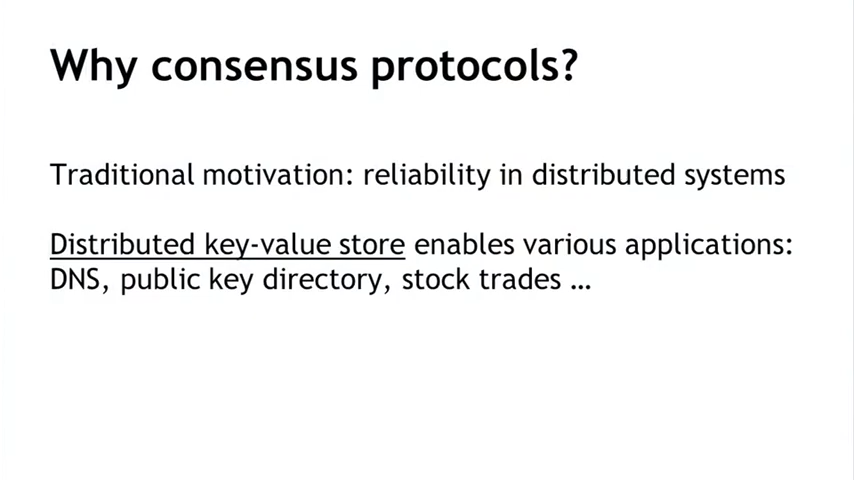 Why consensus protocols?
Traditional motivation: reliability in distributed systems
Distributed key-value store enables various applications:
DNS, public key directory, stock trades …